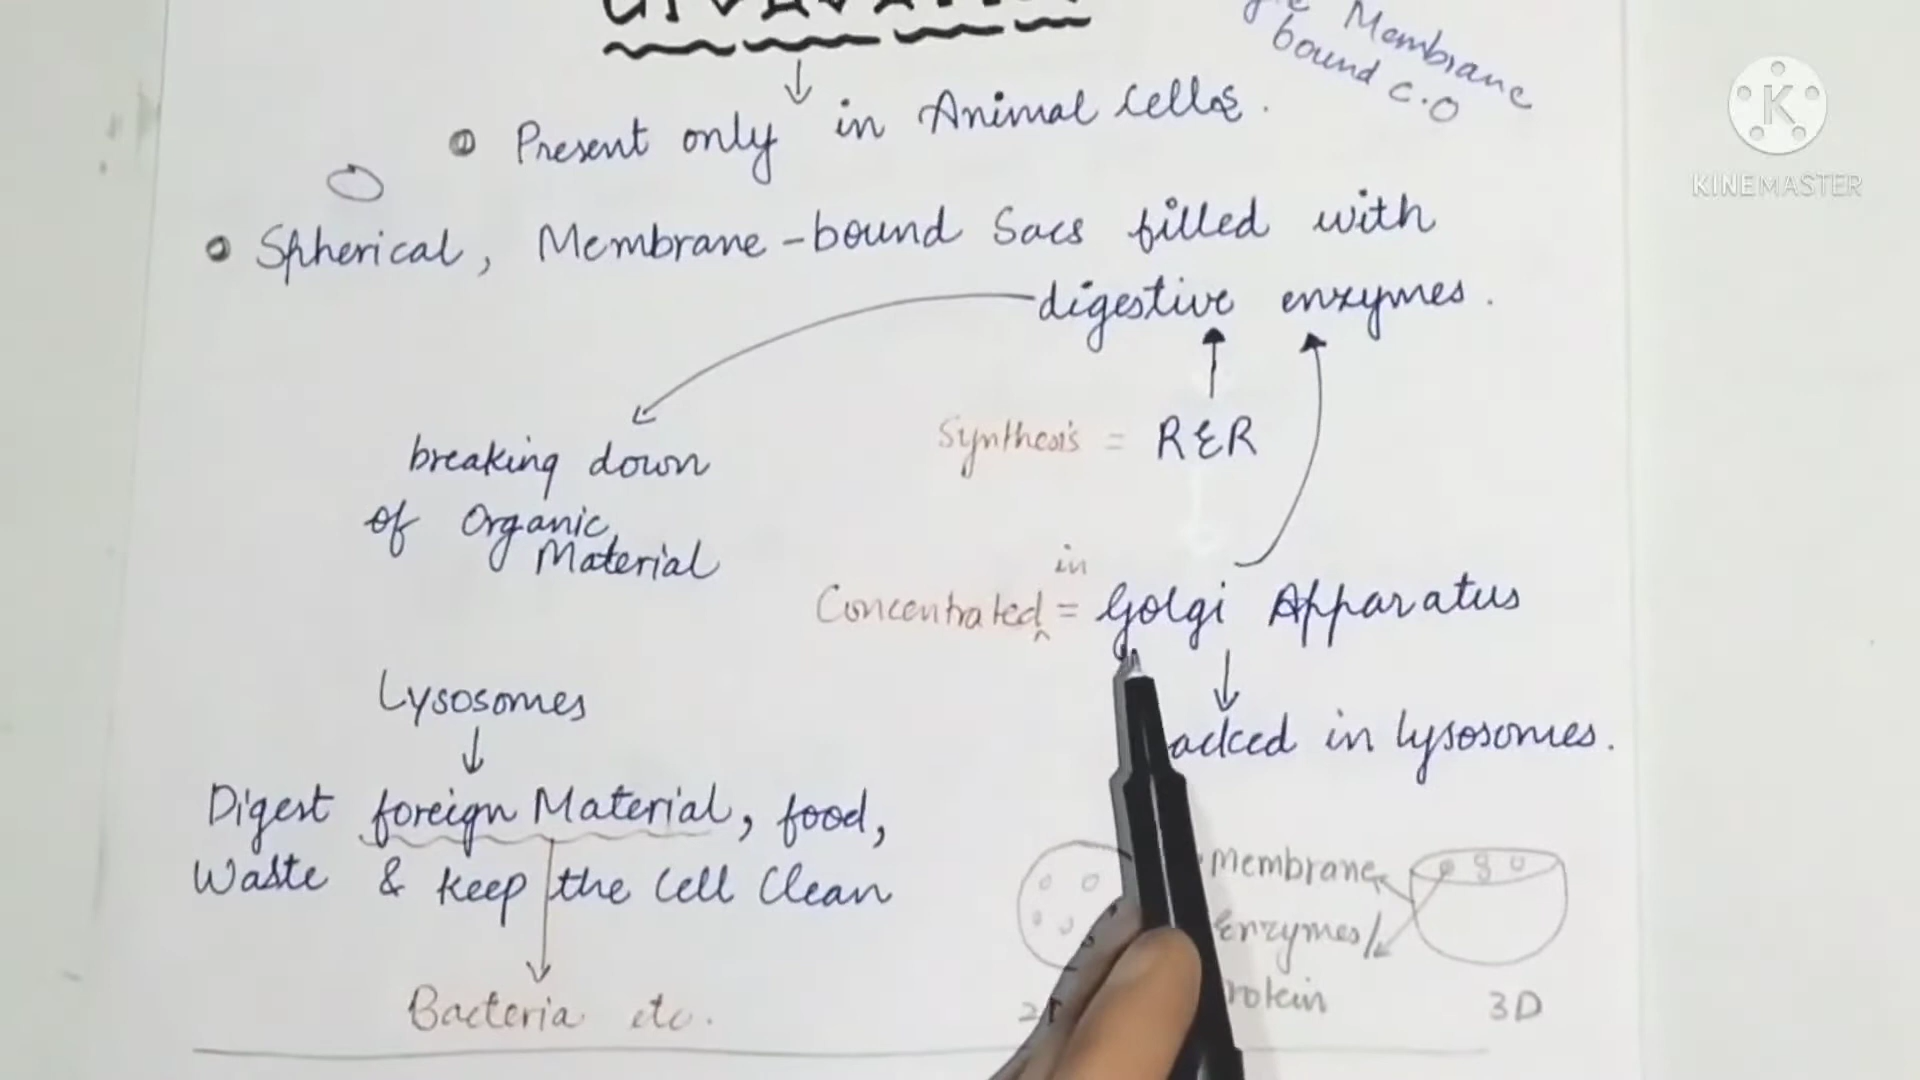 Membrane
bound C.O
Present only in Animal Cells.
Spherical, Membrane-bound Sacs filled with
digestive enzymes.
breaking down
of Organic
Material
Synthesis = RER
in
Concentrated = Golgi Apparatus
acked in lysosomes.
Lysosomes
Digest foreign Material, food,
Waste & keep the Cell Clean
Bacteria etc.
Membrane
Enzymes/
rotein
3D
K
KINEMASTER